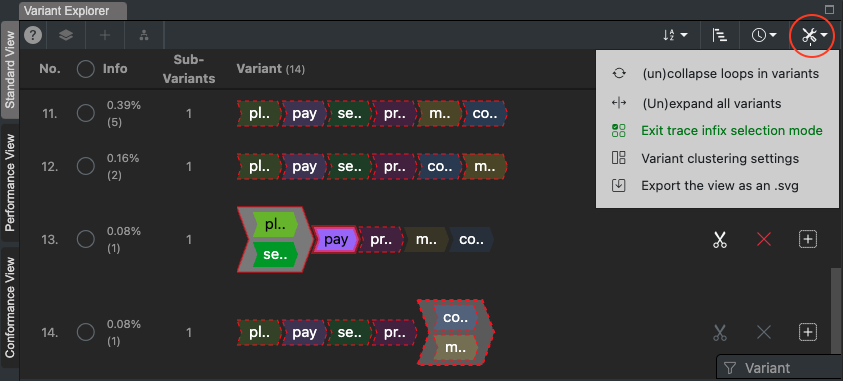 Variant Explorer
Standard View
Performance View
Conformance View
?
No. Info Sub-Variants Variant (14)
11. 0.39% (5) 1 pl.. pay se.. pr.. m.. co..
12. 0.16% (2) 1 pl.. pay se.. pr.. co.. m..
13. 0.08% (1) 1 pl.. se.. pay pr.. m.. co..
14. 0.08% (1) 1 pl.. pay se.. pr.. co.. m..
(un)collapse loops in variants
(Un)expand all variants
Exit trace infix selection mode
Variant clustering settings
Export the view as an .svg
Variant